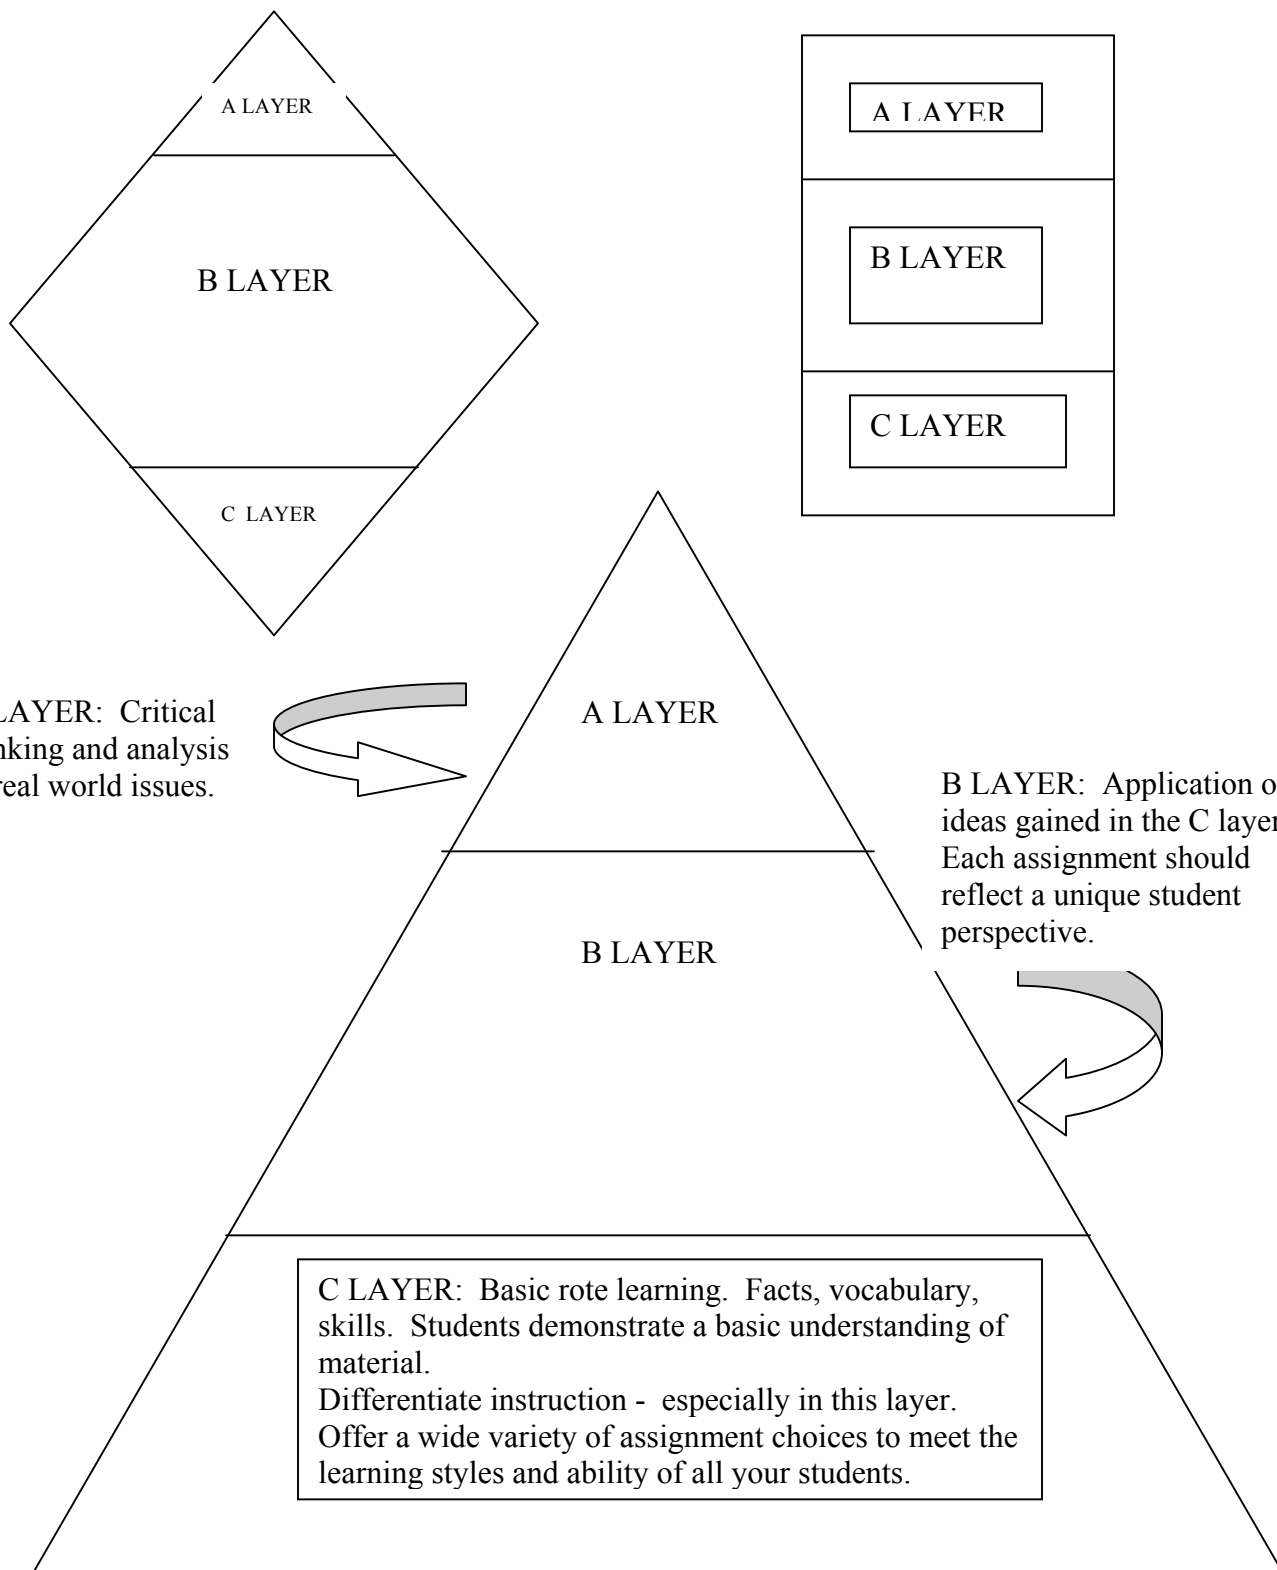 A LAYER
A LAYER
B LAYER
B LAYER
C LAYER
C LAYER
LAYER: Critical
and analysis
real world issues.
A LAYER
B LAYER: Application
ideas gained in the C layer
Each assignment should
reflect a unique student
perspective.
B LAYER
C LAYER: Basic rote learning. Facts, vocabulary,
skills. Students demonstrate a basic understanding of
material.
Differentiate instruction - especially in this layer.
Offer a wide variety of assignment choices to meet the
learning styles and ability of all your students.